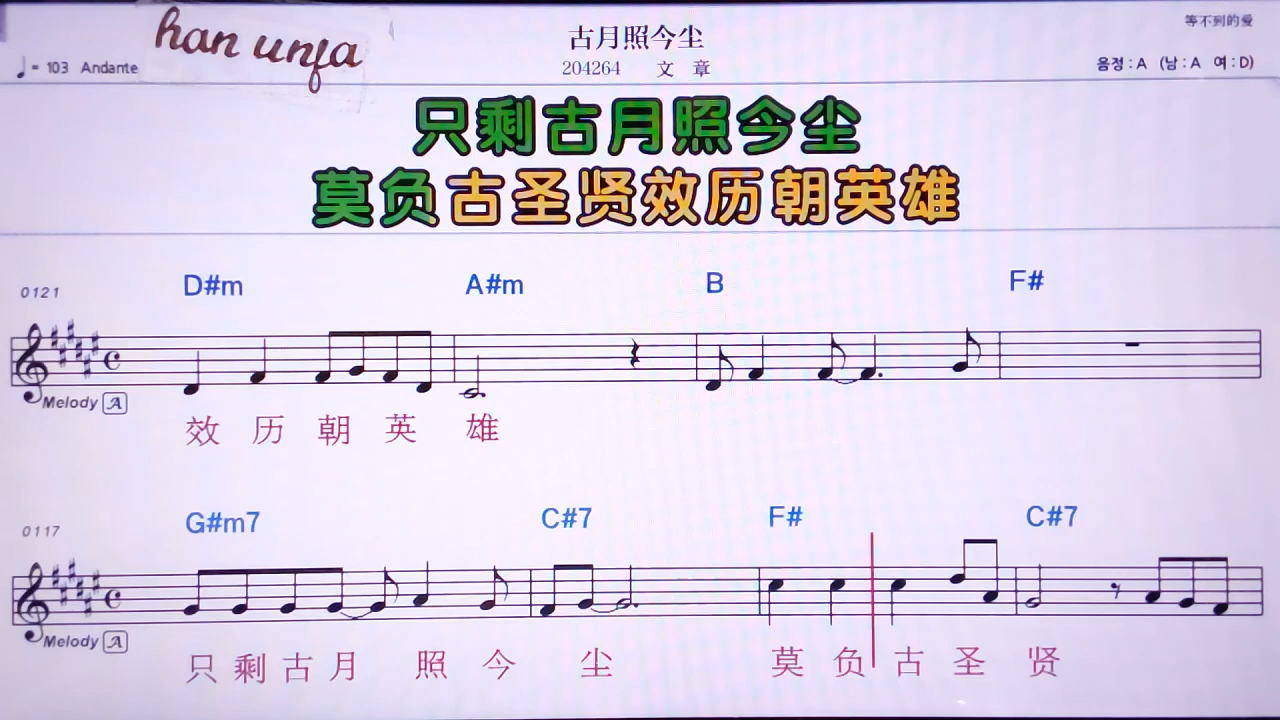 han unja
古月照今尘
等不到的爱
♩= 103 Andante
204264 文 章
음정 : A (남 : A 여 : D)
只剩古月照今尘
莫负古圣贤效历朝英雄
0121
D#m A#m B F#
Melody A
效 历 朝 英 雄
0117
G#m7 C#7 F# C#7
Melody A
只 剩 古 月 照 今 尘 莫 负 古 圣 贤